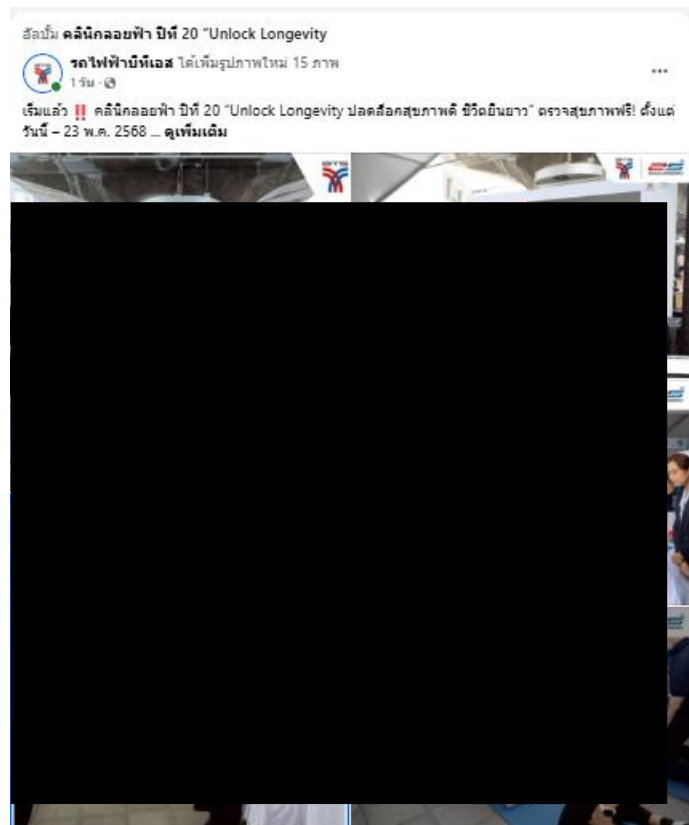 อัลบั้ม คลินิกลอยฟ้า ปีที่ 20 “Unlock Longevity
รถไฟฟ้าบีทีเอส ได้เพิ่มรูปภาพใหม่ 15 ภาพ
1 วัน ·
เริ่มแล้ว ‼️ คลินิกลอยฟ้า ปีที่ 20 “Unlock Longevity ปลดล็อคสุขภาพดี ชีวิตยืนยาว” ตรวจสุขภาพฟรี! ตั้งแต่
วันนี้ – 23 พ.ค. 2568 ... ดูเพิ่มเติม
BTS